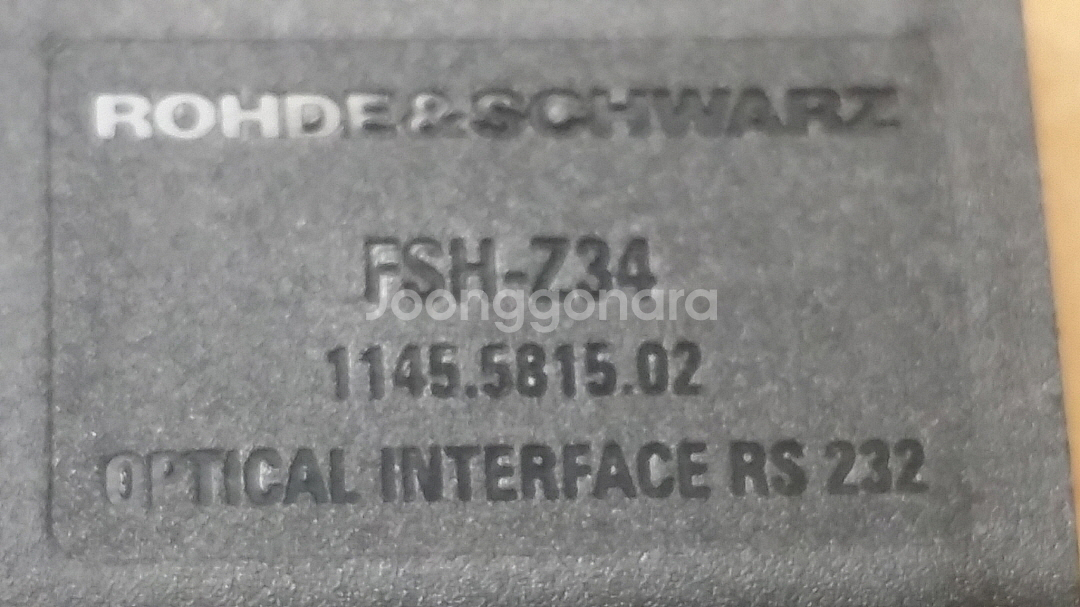 ROHDE&SCHWARZ
FSH-Z34
Joonggonara
1145.5815.02
OPTICAL INTERFACE RS 232